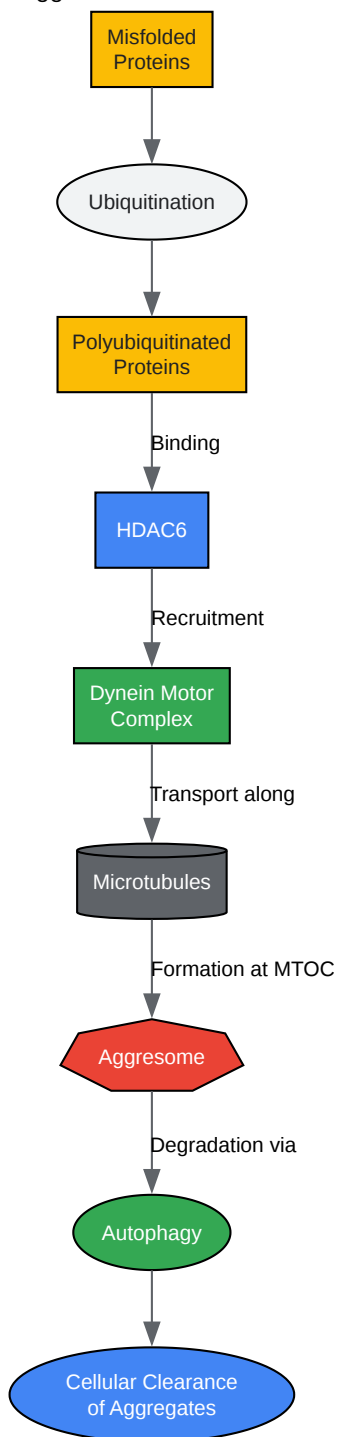 Misfolded
Proteins
Ubiquitination
Polyubiquitinated
Proteins
Binding
HDAC6
Recruitment
Dynein Motor
Complex
Transport along
Microtubules
Formation at MTOC
Aggresome
Degradation via
Autophagy
Cellular Clearance
of Aggregates